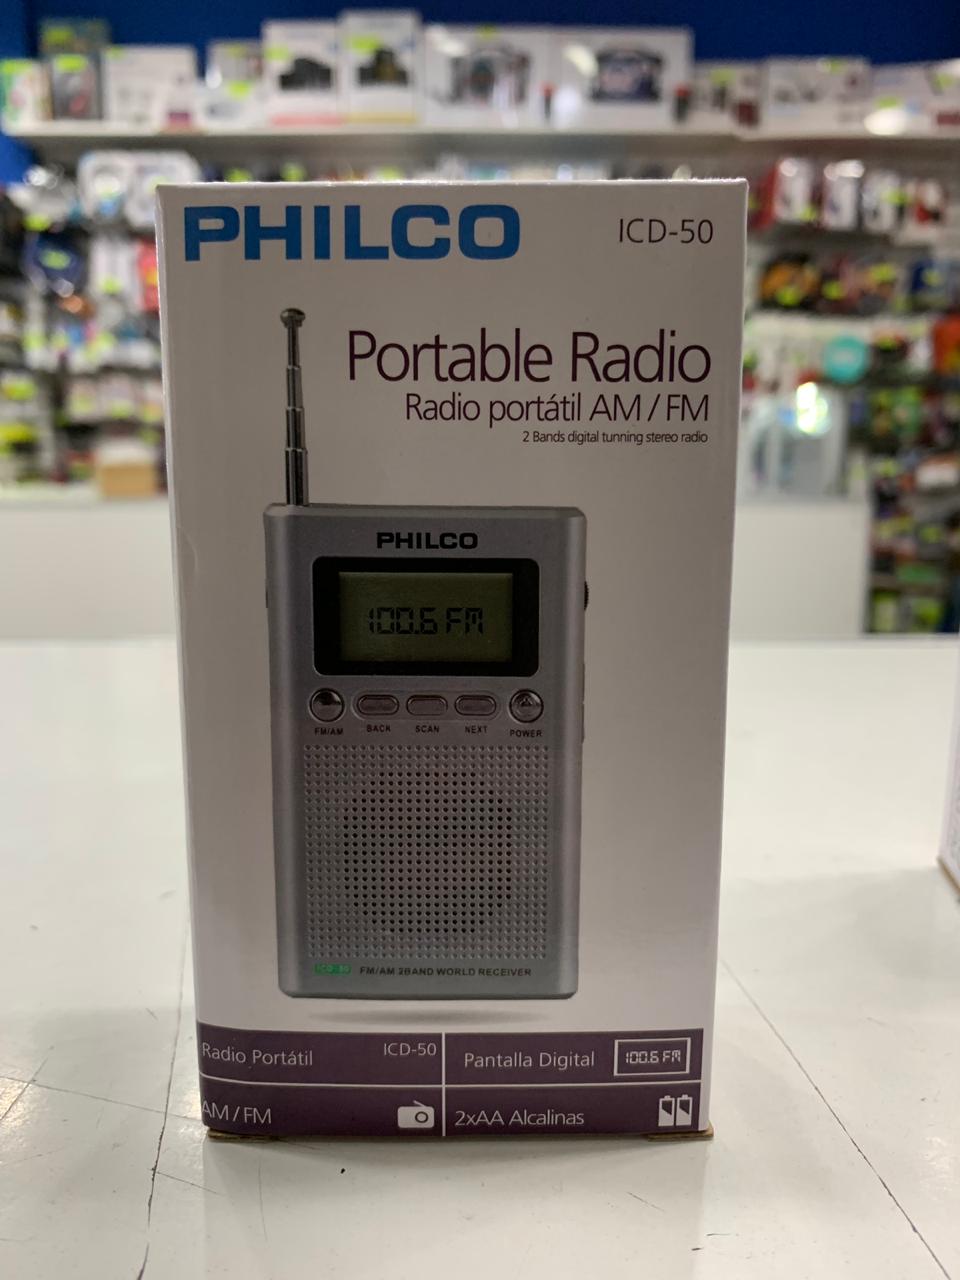 PHILCO
ICD-50
Portable Radio
Radio portátil AM / FM
2 Bands digital tunning stereo radio
PHILCO
100.6 FM
FM/AM
BACK
SCAN
NEXT
POWER
ICD-50
FM/AM 2BAND WORLD RECEIVER
Radio Portátil
ICD-50
Pantalla Digital
100.6 FM
AM / FM
2xAA Alcalinas